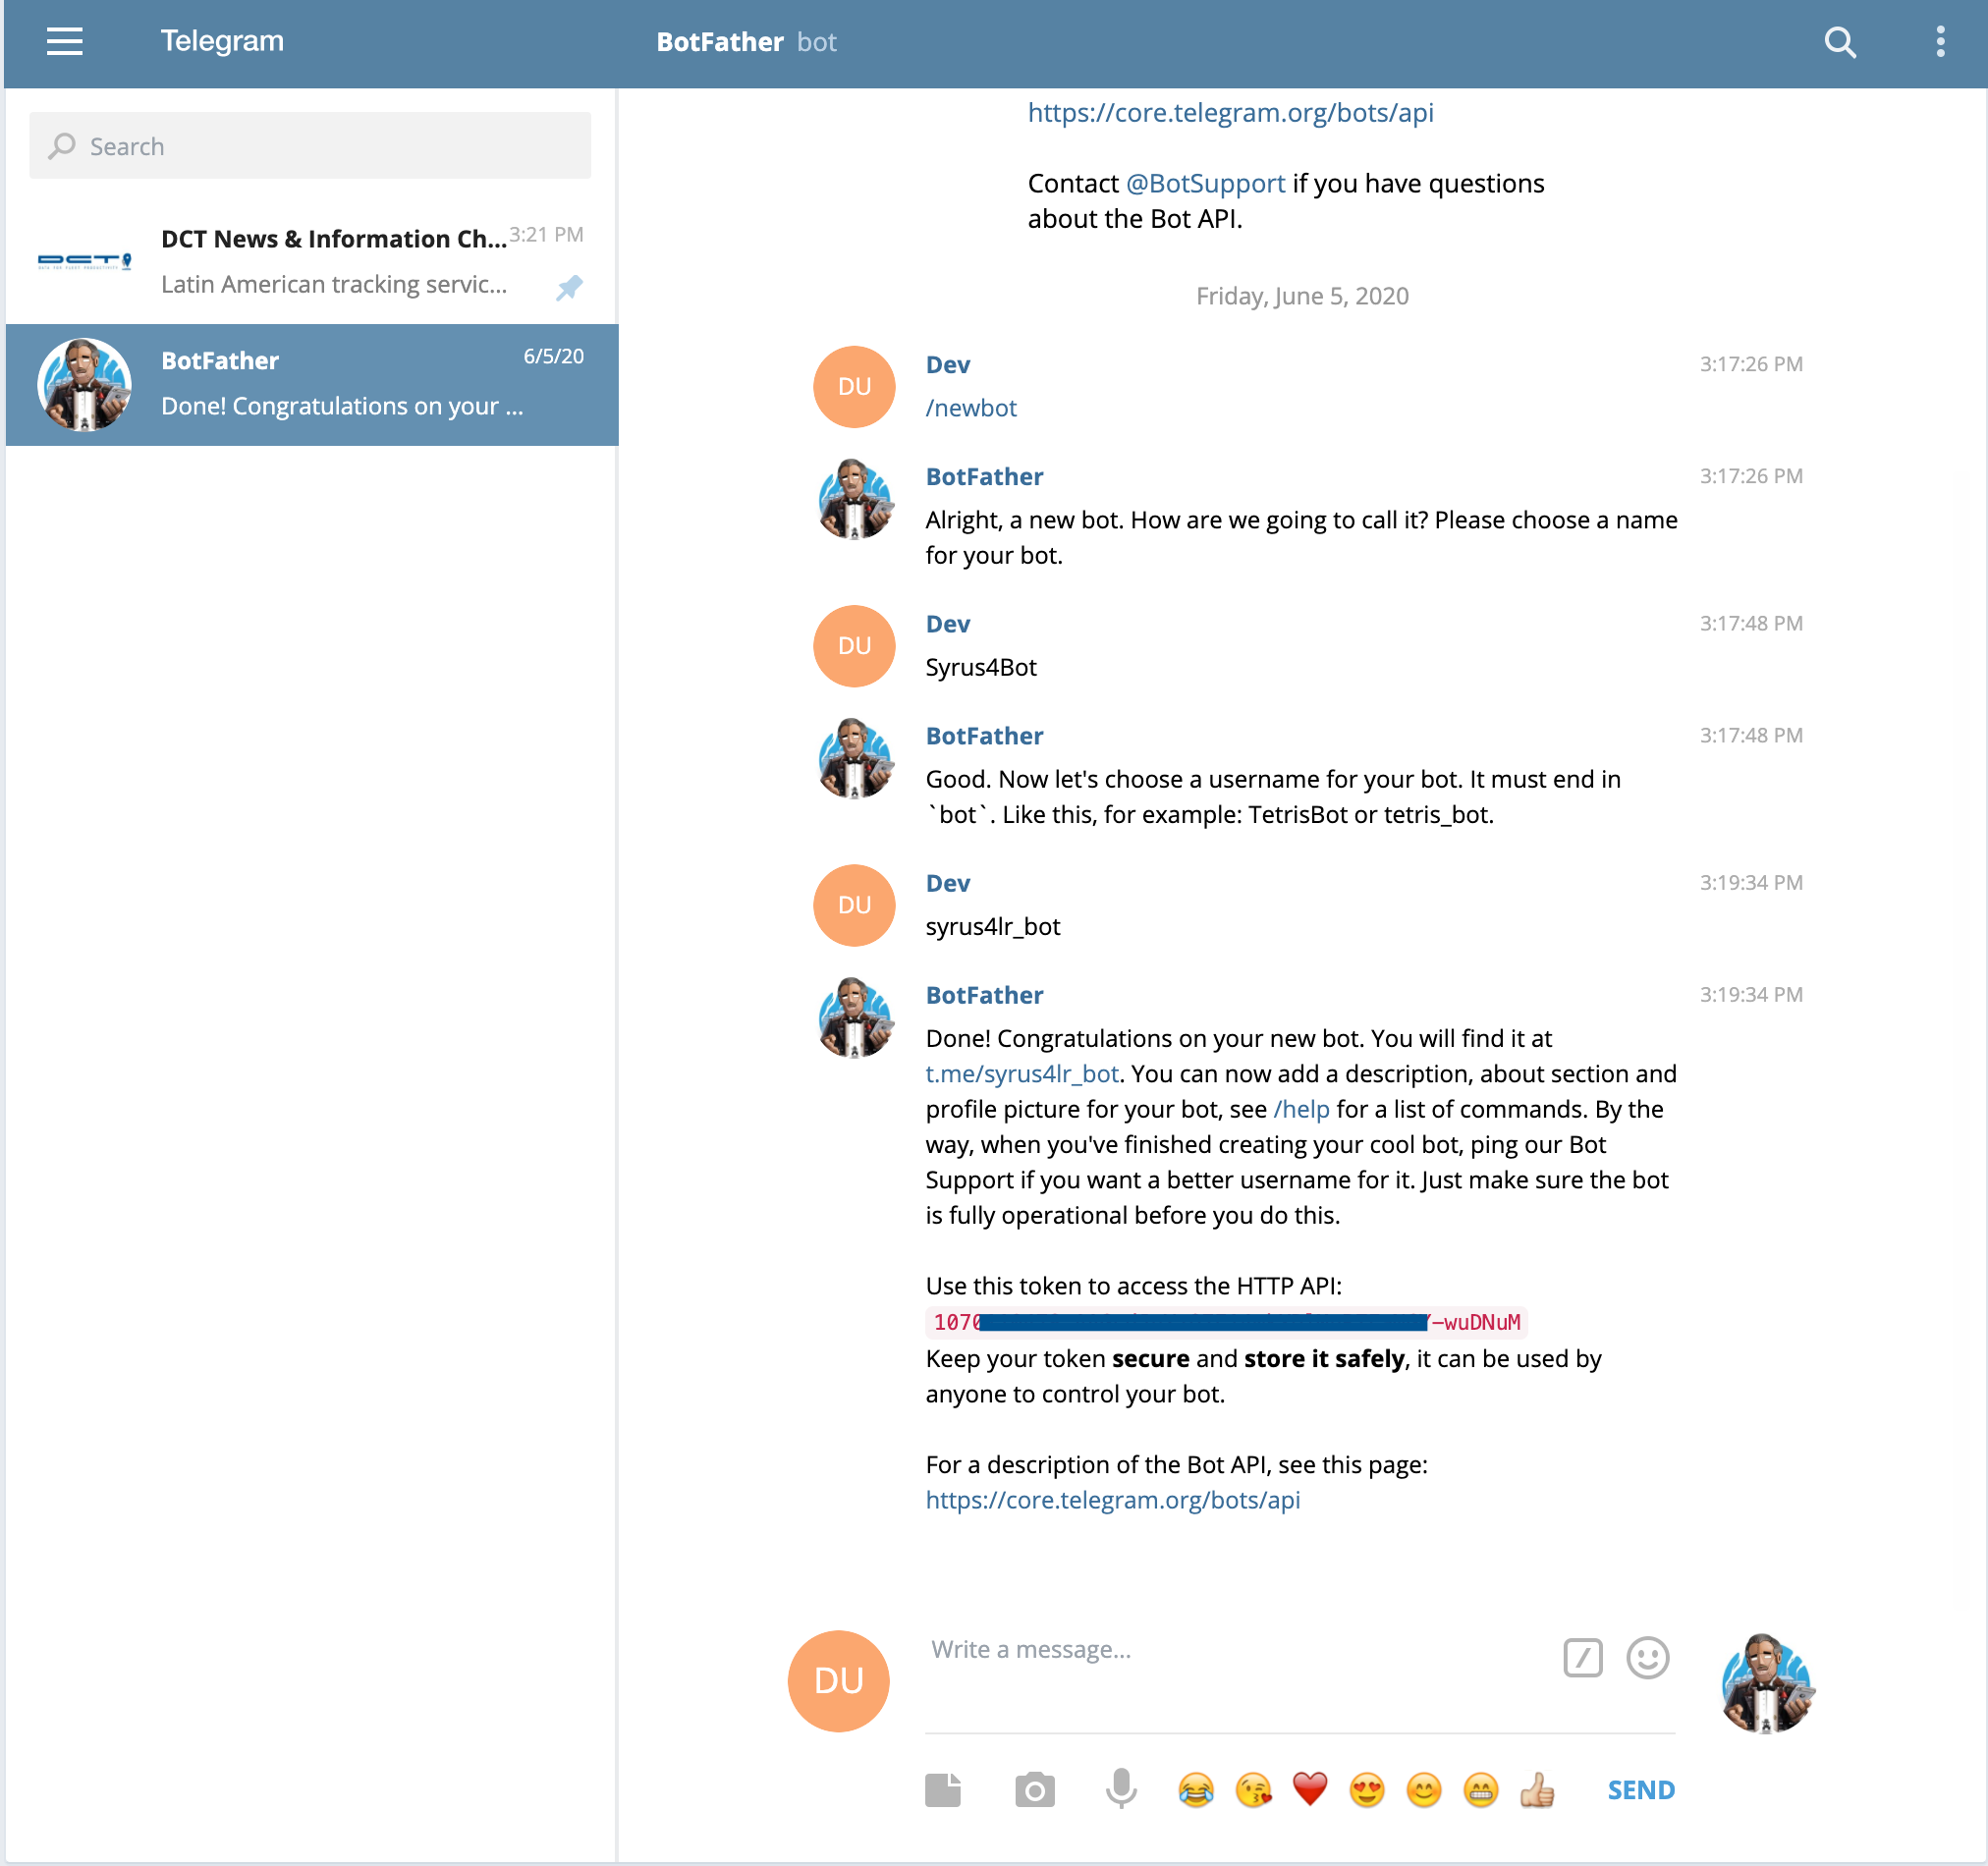 Telegram
BotFather bot
Search
DCT News & Information Ch... 3:21 PM
DCT
Latin American tracking servic...
BotFather 6/5/20
Done! Congratulations on your ...
https://core.telegram.org/bots/api
Contact @BotSupport if you have questions
about the Bot API.
Friday, June 5, 2020
DU
Dev 3:17:26 PM
/newbot
BotFather 3:17:26 PM
Alright, a new bot. How are we going to call it? Please choose a name
for your bot.
DU
Dev 3:17:48 PM
Syrus4Bot
BotFather 3:17:48 PM
Good. Now let's choose a username for your bot. It must end in
`bot`. Like this, for example: TetrisBot or tetris_bot.
DU
Dev 3:19:34 PM
syrus4lr_bot
BotFather 3:19:34 PM
Done! Congratulations on your new bot. You will find it at
t.me/syrus4lr_bot. You can now add a description, about section and
profile picture for your bot, see /help for a list of commands. By the
way, when you've finished creating your cool bot, ping our Bot
Support if you want a better username for it. Just make sure the bot
is fully operational before you do this.
Use this token to access the HTTP API:
1070 -wuDNuM
Keep your token secure and store it safely, it can be used by
anyone to control your bot.
For a description of the Bot API, see this page:
https://core.telegram.org/bots/api
DU
Write a message...
SEND